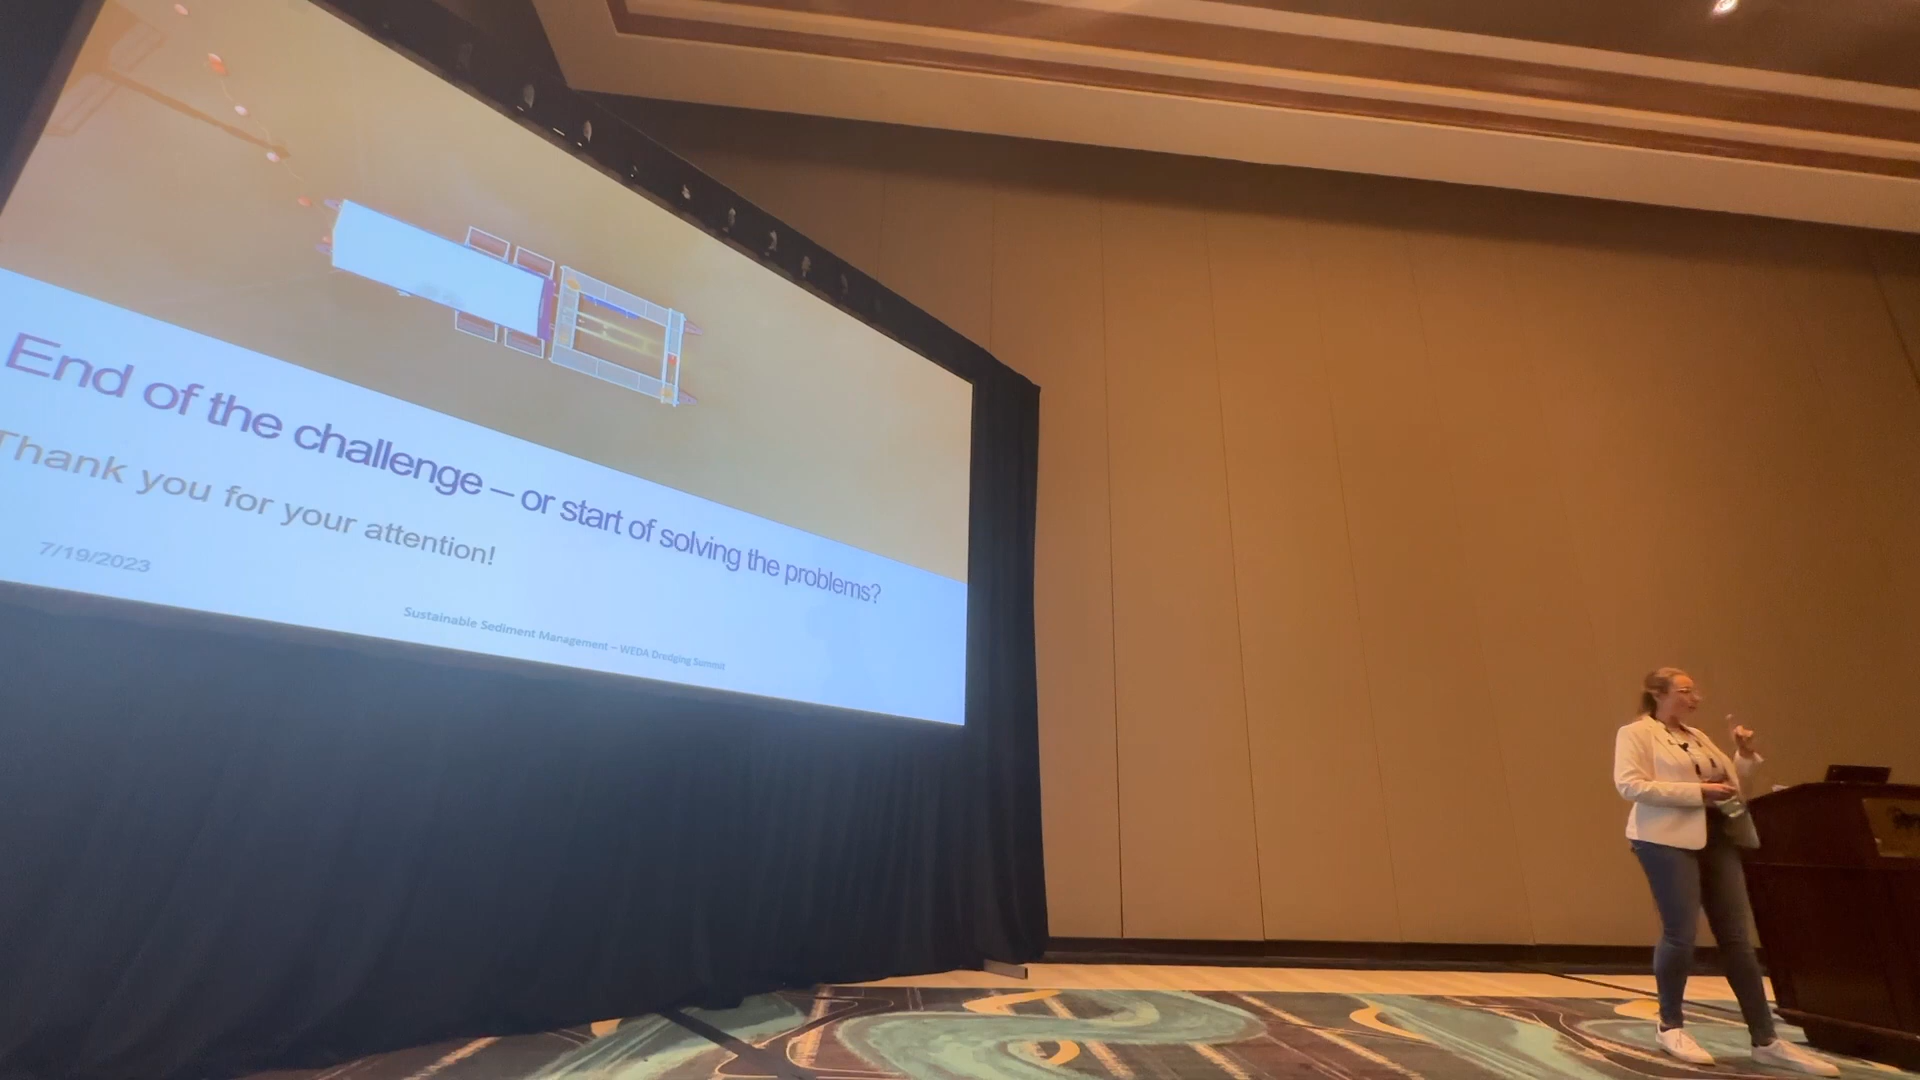 End of the challenge – or start of solving the problems?
Thank you for your attention!
7/19/2023
Sustainable Sediment Management – WEDA Dredging Summit